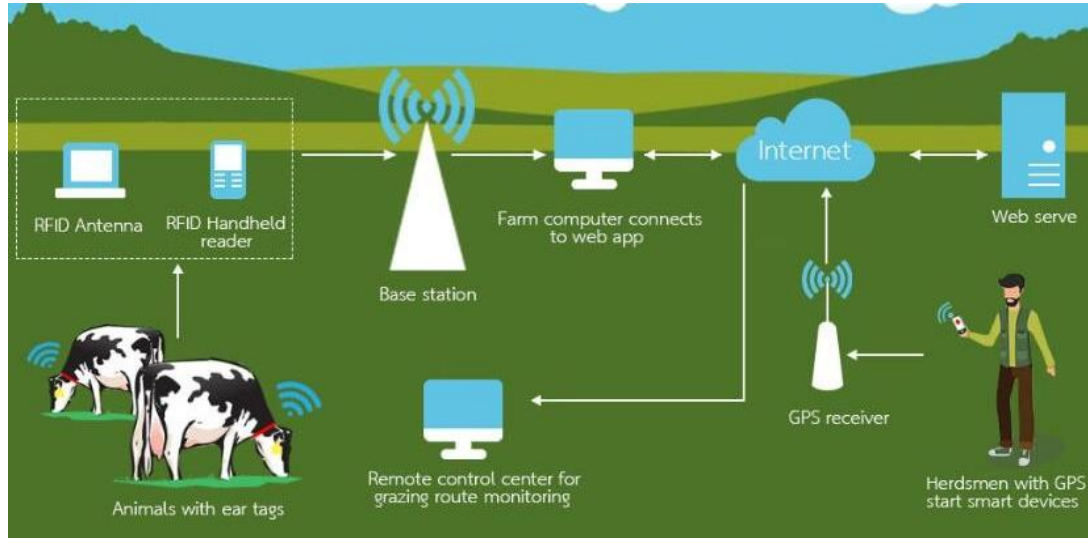 Internet
RFID Antenna
RFID Handheld
reader
Farm computer connects
to web app
Web serve
Base station
GPS receiver
Remote control center for
grazing route monitoring
Herdsmen with GPS
start smart devices
Animals with ear tags